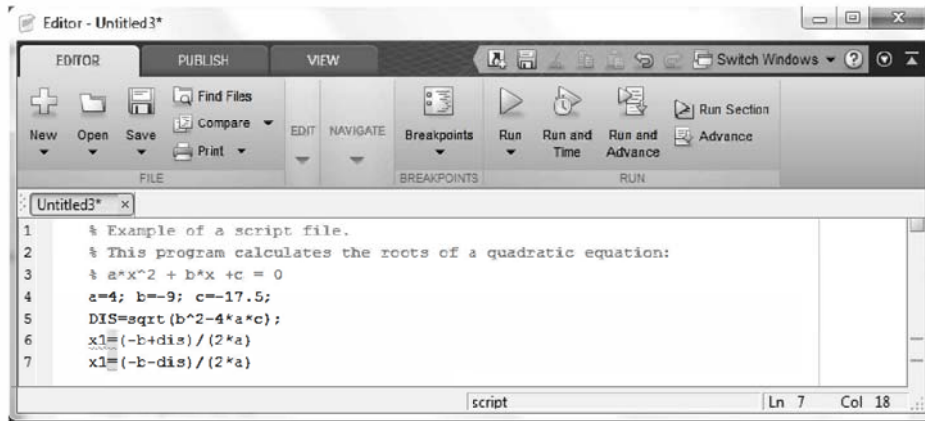 Editor - Untitled3*
EDITOR PUBLISH VIEW
Switch Windows
New Open Save
Find Files
Compare
Print
EDIT NAVIGATE
Breakpoints
Run Run and Time Run and Advance
Run Section
Advance
FILE BREAKPOINTS RUN
Untitled3* ×
1 % Example of a script file.
2 % This program calculates the roots of a quadratic equation:
3 % a*x^2 + b*x +c = 0
4 a=4; b=-9; c=-17.5;
5 DIS=sqrt(b^2-4*a*c);
6 x1=(-b+dis)/(2*a)
7 x1=(-b-dis)/(2*a)
script Ln 7 Col 18